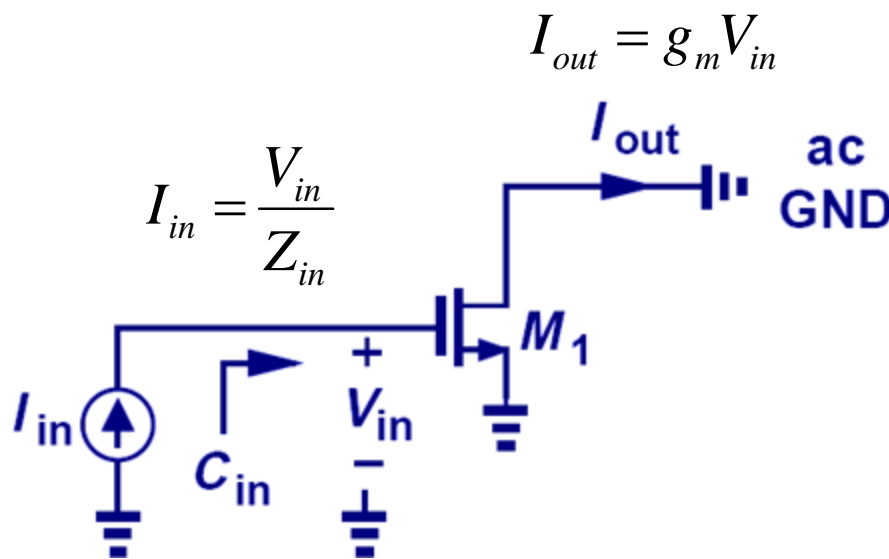 I_out = g_m V_in
I_out
ac
GND
I_in = V_in / Z_in
M_1
+
V_in
−
I_in
C_in